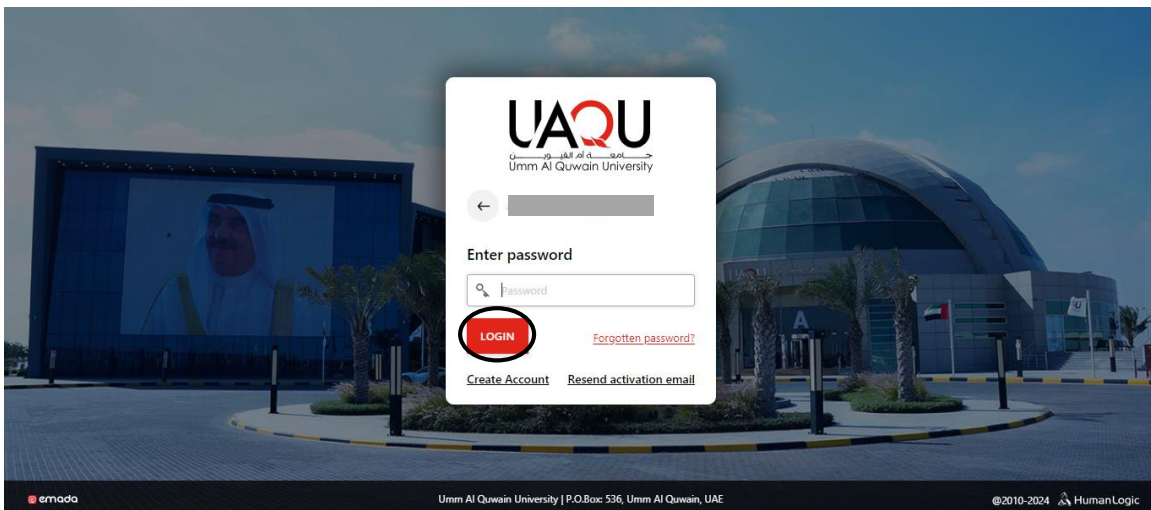 UAQU
جامعة أم القيوين
Umm Al Quwain University
Enter password
Password
LOGIN
Forgotten password?
Create Account Resend activation email
A
emada
Umm Al Quwain University | P.O.Box: 536, Umm Al Quwain, UAE
@2010-2024 HumanLogic